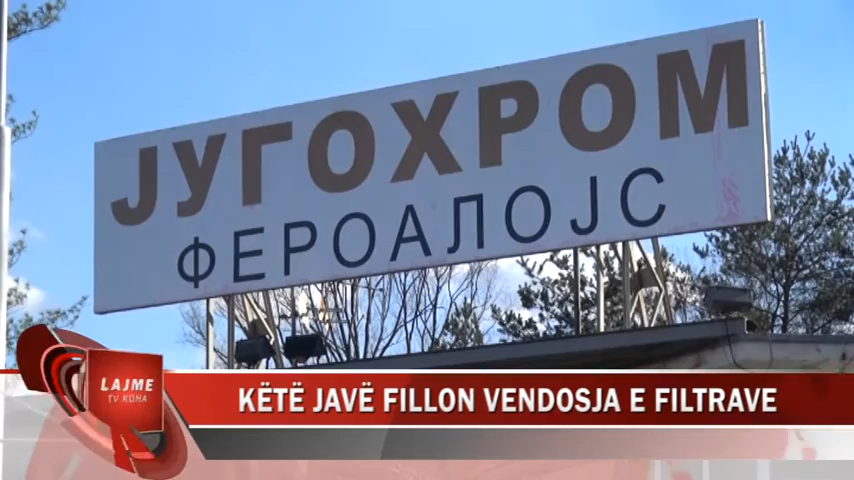 ЈУГОХРОМ
ФЕРОАЛОЈС
LAJME
TV KOHA
KËTË JAVË FILLON VENDOSJA E FILTRAVE